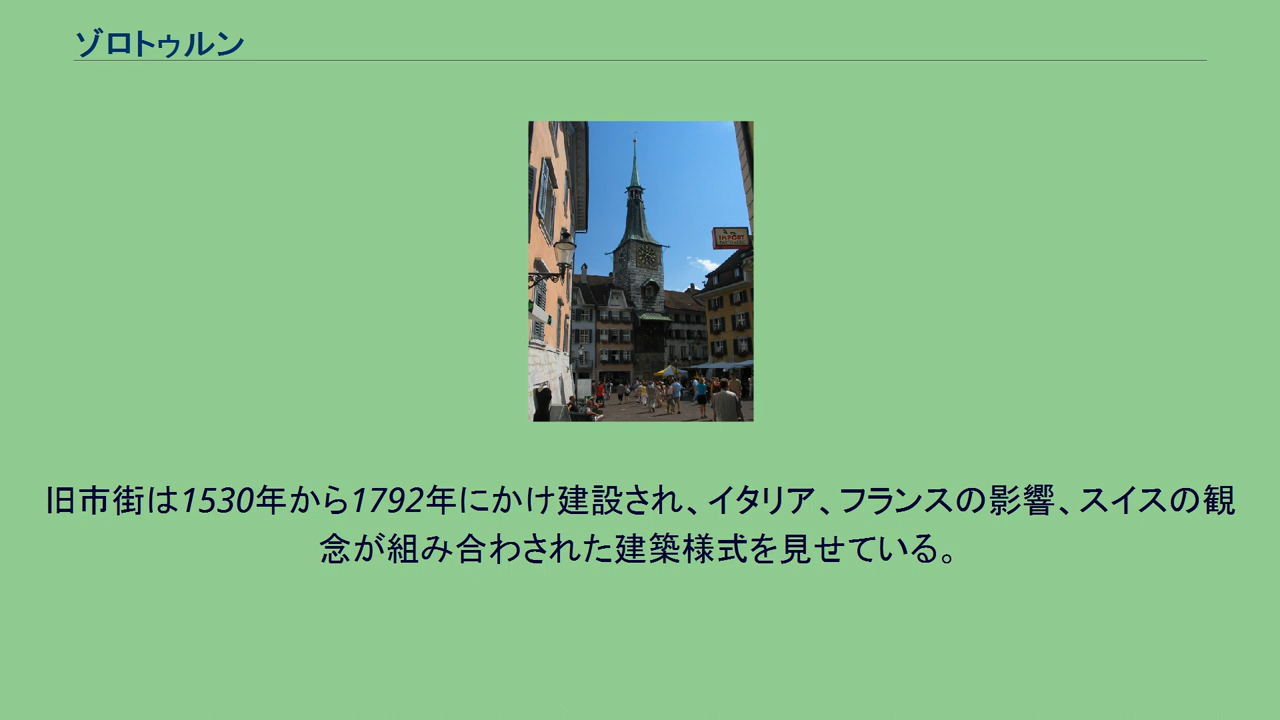 ゾロトゥルン
IMPORT
旧市街は1530年から1792年にかけ建設され、イタリア、フランスの影響、スイスの観
念が組み合わされた建築様式を見せている。